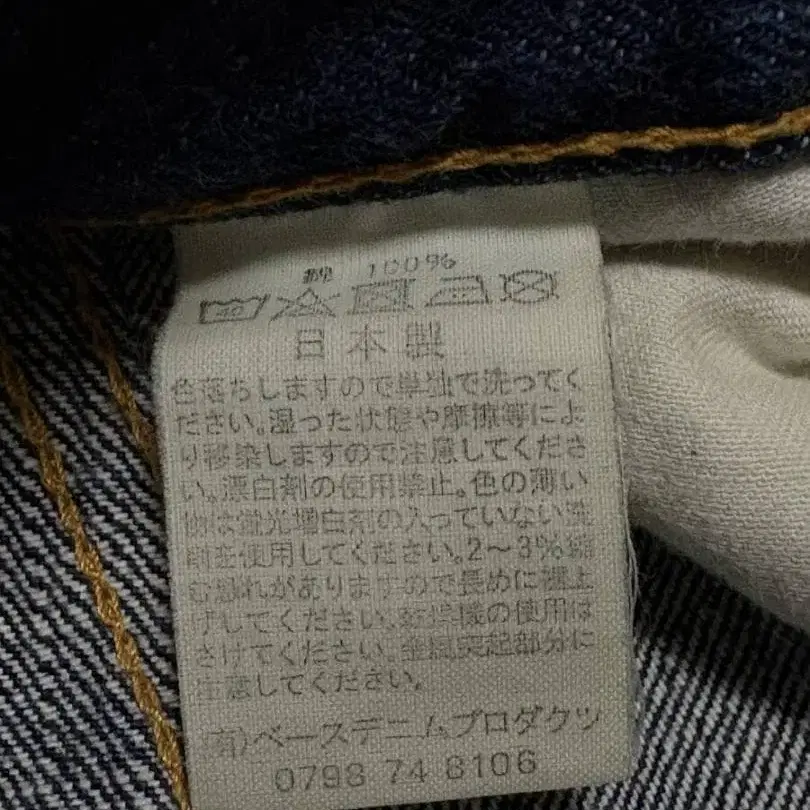 綿 100%
40
日本製
色落ちしますので単独で洗ってく
ださい。湿った状態や摩擦等によ
り移染しますので注意してくださ
い。漂白剤の使用禁止。色の薄い
物は蛍光増白剤の入っていない洗
剤を使用してください。2〜3%縮
む恐れがありますので長めに裾上
げしてください。乾燥機の使用は
さけてください。金属突起部分に
注意してください。
(有)ベースデニムプロダクツ
0798 74 8106